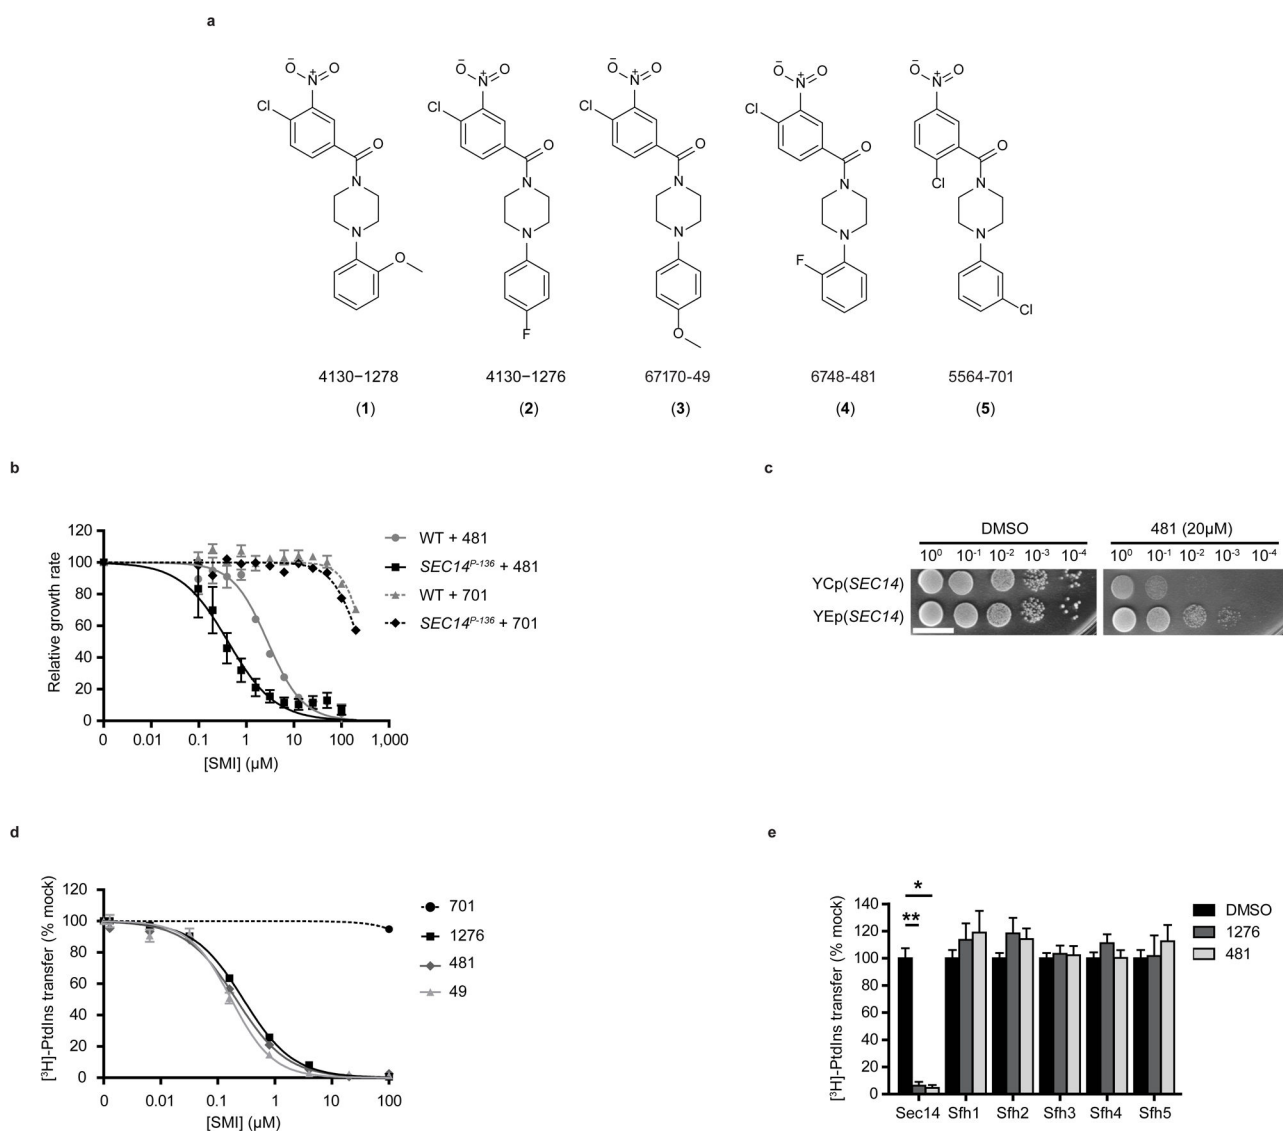 a
O⁻ N⁺ O O⁻ N⁺ O O⁻ N⁺ O O⁻ N⁺ O O⁻ N⁺ O
Cl Cl Cl Cl
O O O O O
N N N N Cl N
N N N N N
O F
F O Cl
4130−1278 4130−1276 67170-49 6748-481 5564-701
(1) (2) (3) (4) (5)
b
Relative growth rate
120
100
80
60
40
20
0
0 0.01 0.1 1 10 100 1,000
[SMI] (µM)
WT + 481
SEC14ᴾ⁻¹³⁶ + 481
WT + 701
SEC14ᴾ⁻¹³⁶ + 701
c
DMSO 481 (20µM)
10⁰ 10⁻¹ 10⁻² 10⁻³ 10⁻⁴ 10⁰ 10⁻¹ 10⁻² 10⁻³ 10⁻⁴
YCp(SEC14)
YEp(SEC14)
d
[³H]-PtdIns transfer (% mock)
120
100
80
60
40
20
0
0 0.01 0.1 1 10 100
[SMI] (µM)
701
1276
481
49
e
[³H]-PtdIns transfer (% mock)
140
120
100
80
60
40
20
0
*
**
Sec14 Sfh1 Sfh2 Sfh3 Sfh4 Sfh5
DMSO
1276
481